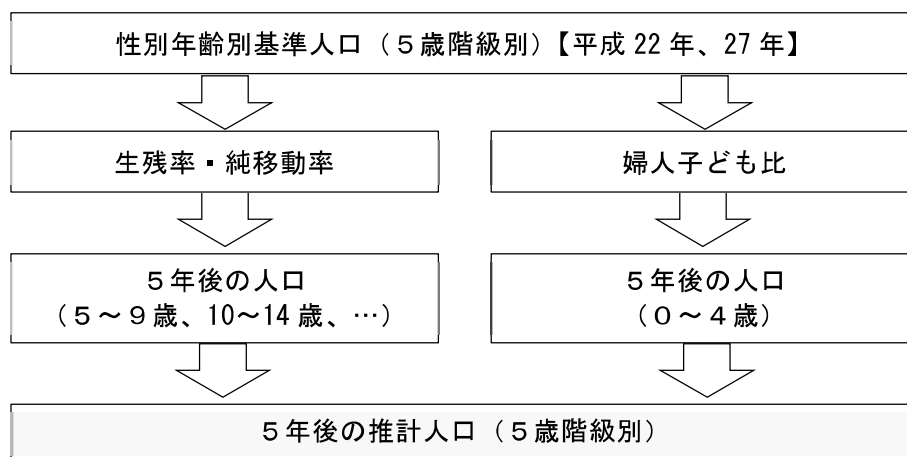 性別年齢別基準人口（５歳階級別）【平成 22 年、27 年】
生残率・純移動率
婦人子ども比
５年後の人口
（５～９歳、10～14 歳、…）
５年後の人口
（０～４歳）
５年後の推計人口（５歳階級別）